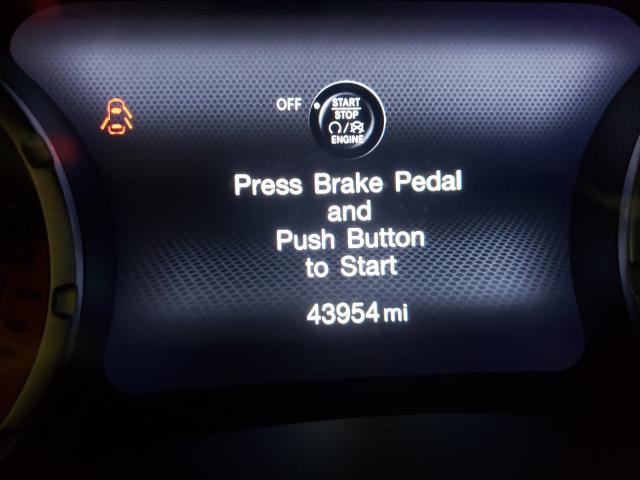 OFF
START
STOP
ENGINE
Press Brake Pedal
and
Push Button
to Start
43954 mi